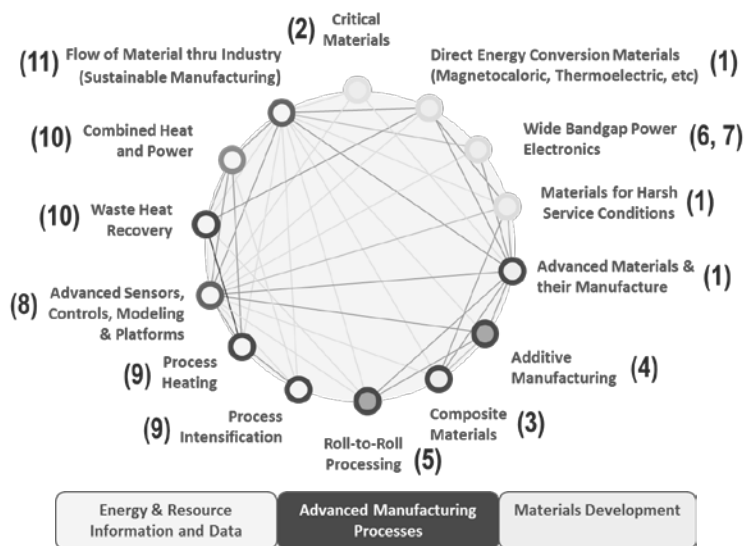 (2) Critical
Materials
(11) Flow of Material thru Industry
(Sustainable Manufacturing)
Direct Energy Conversion Materials
(Magnetocaloric, Thermoelectric, etc) (1)
(10) Combined Heat
and Power
Wide Bandgap Power
Electronics (6, 7)
(10) Waste Heat
Recovery
Materials for Harsh
Service Conditions (1)
(8) Advanced Sensors,
Controls, Modeling
& Platforms
Advanced Materials &
their Manufacture (1)
(9) Process
Heating
Additive
Manufacturing (4)
(9) Process
Intensification
Composite
Materials (3)
Roll-to-Roll
Processing (5)
Energy & Resource
Information and Data
Advanced Manufacturing
Processes
Materials Development